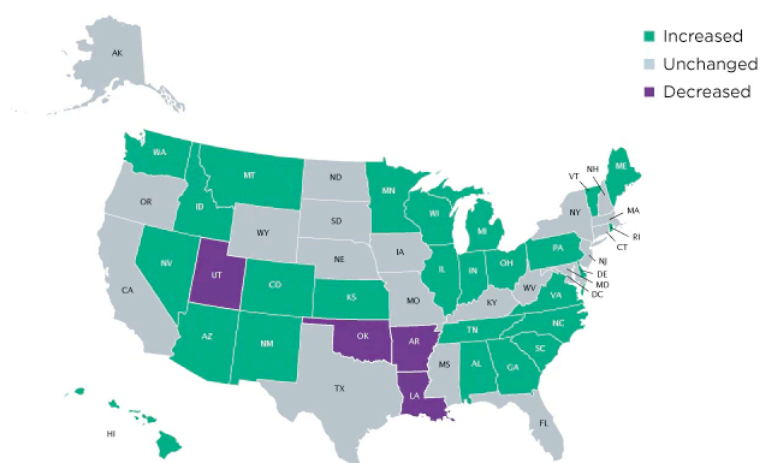 Increased
Unchanged
Decreased
AK
WA
MT
ND
MN
ME
VT
NH
OR
ID
SD
WI
MI
NY
MA
RI
CT
WY
IA
PA
NJ
NV
UT
NE
IL
IN
OH
DE
MD
DC
CA
CO
KS
MO
KY
WV
VA
AZ
NM
OK
AR
TN
NC
SC
TX
MS
AL
GA
LA
FL
HI